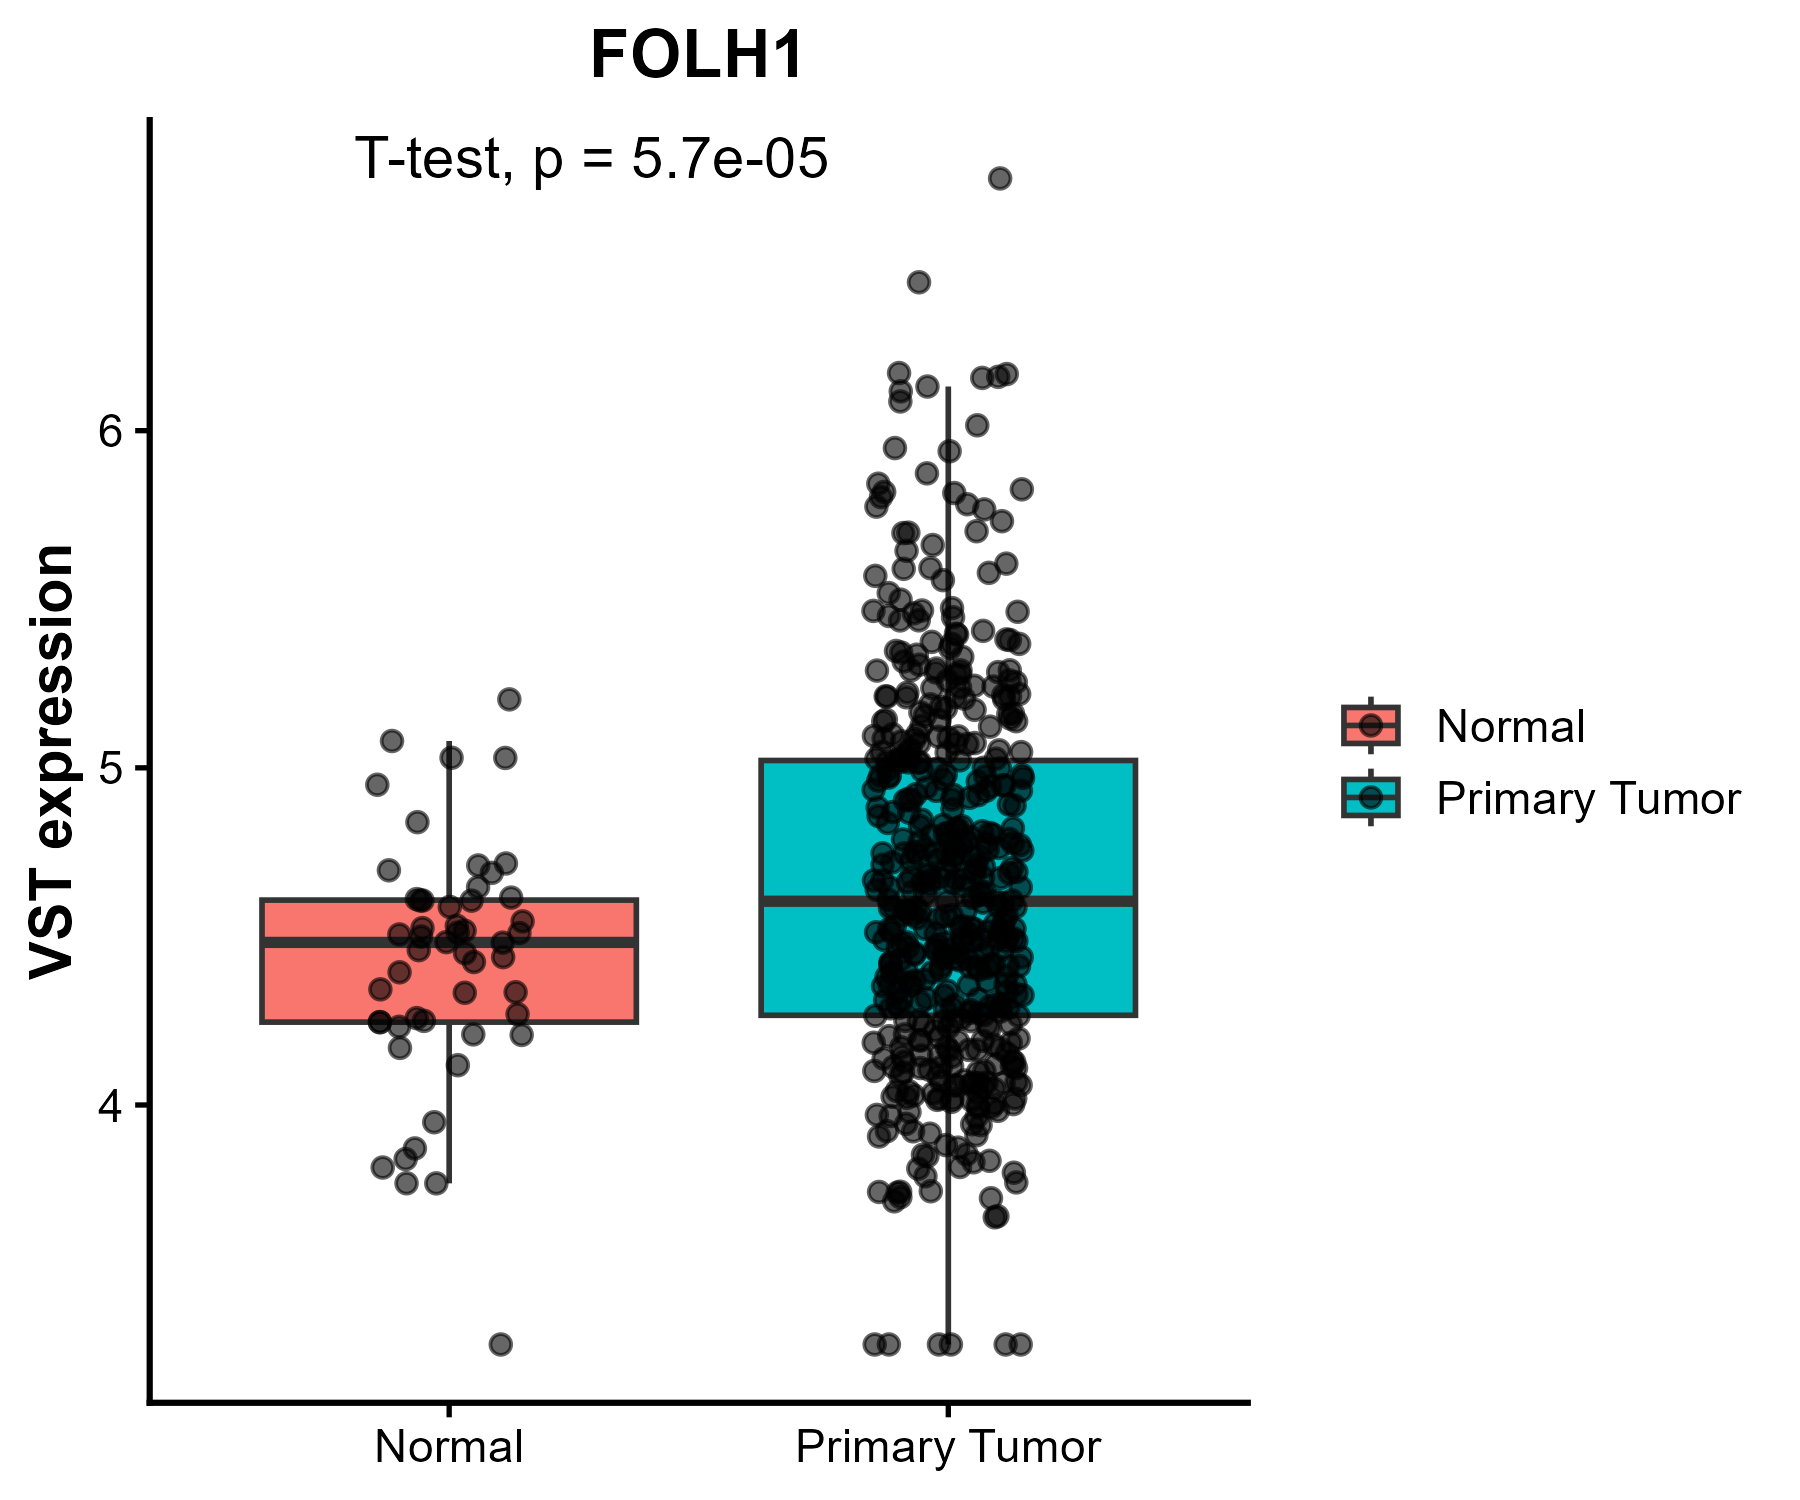 FOLH1
T-test, p = 5.7e-05
VST expression
6
5
4
Normal
Primary Tumor
Normal
Primary Tumor